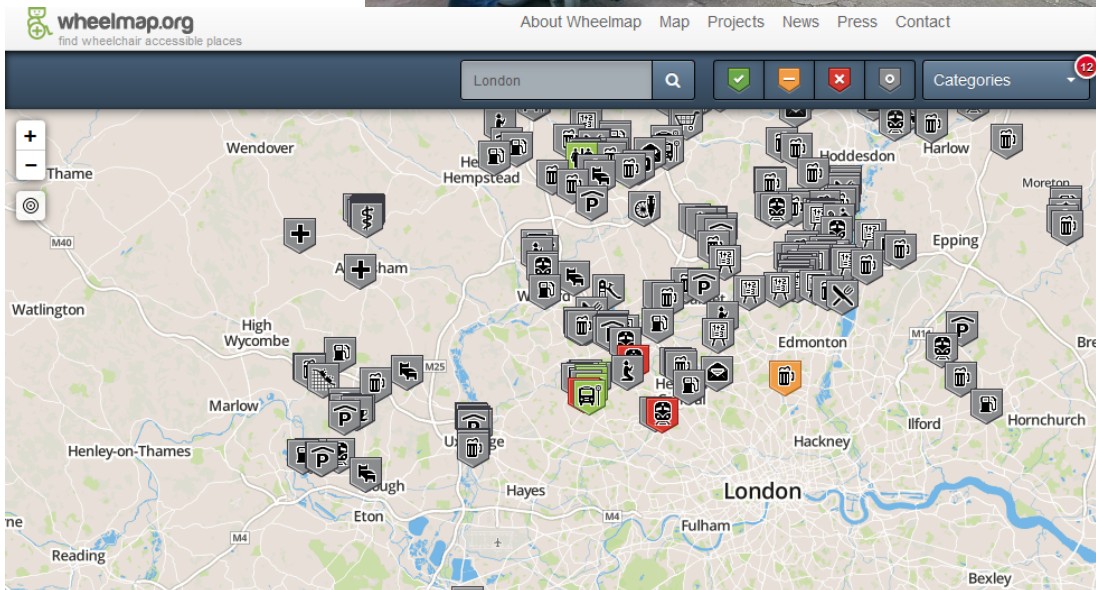 wheelmap.org
find wheelchair accessible places
About Wheelmap Map Projects News Press Contact
London
Categories
12
+
−
Wendover
Thame
Hempstead
Hoddesdon
Harlow
Moreton
M40
Epping
Watlington
High
Wycombe
M25
Edmonton
M11
Marlow
Ilford
Hornchurch
Henley-on-Thames
Hackney
Hayes
London
Eton
M4
Fulham
M4
Reading
Bexley